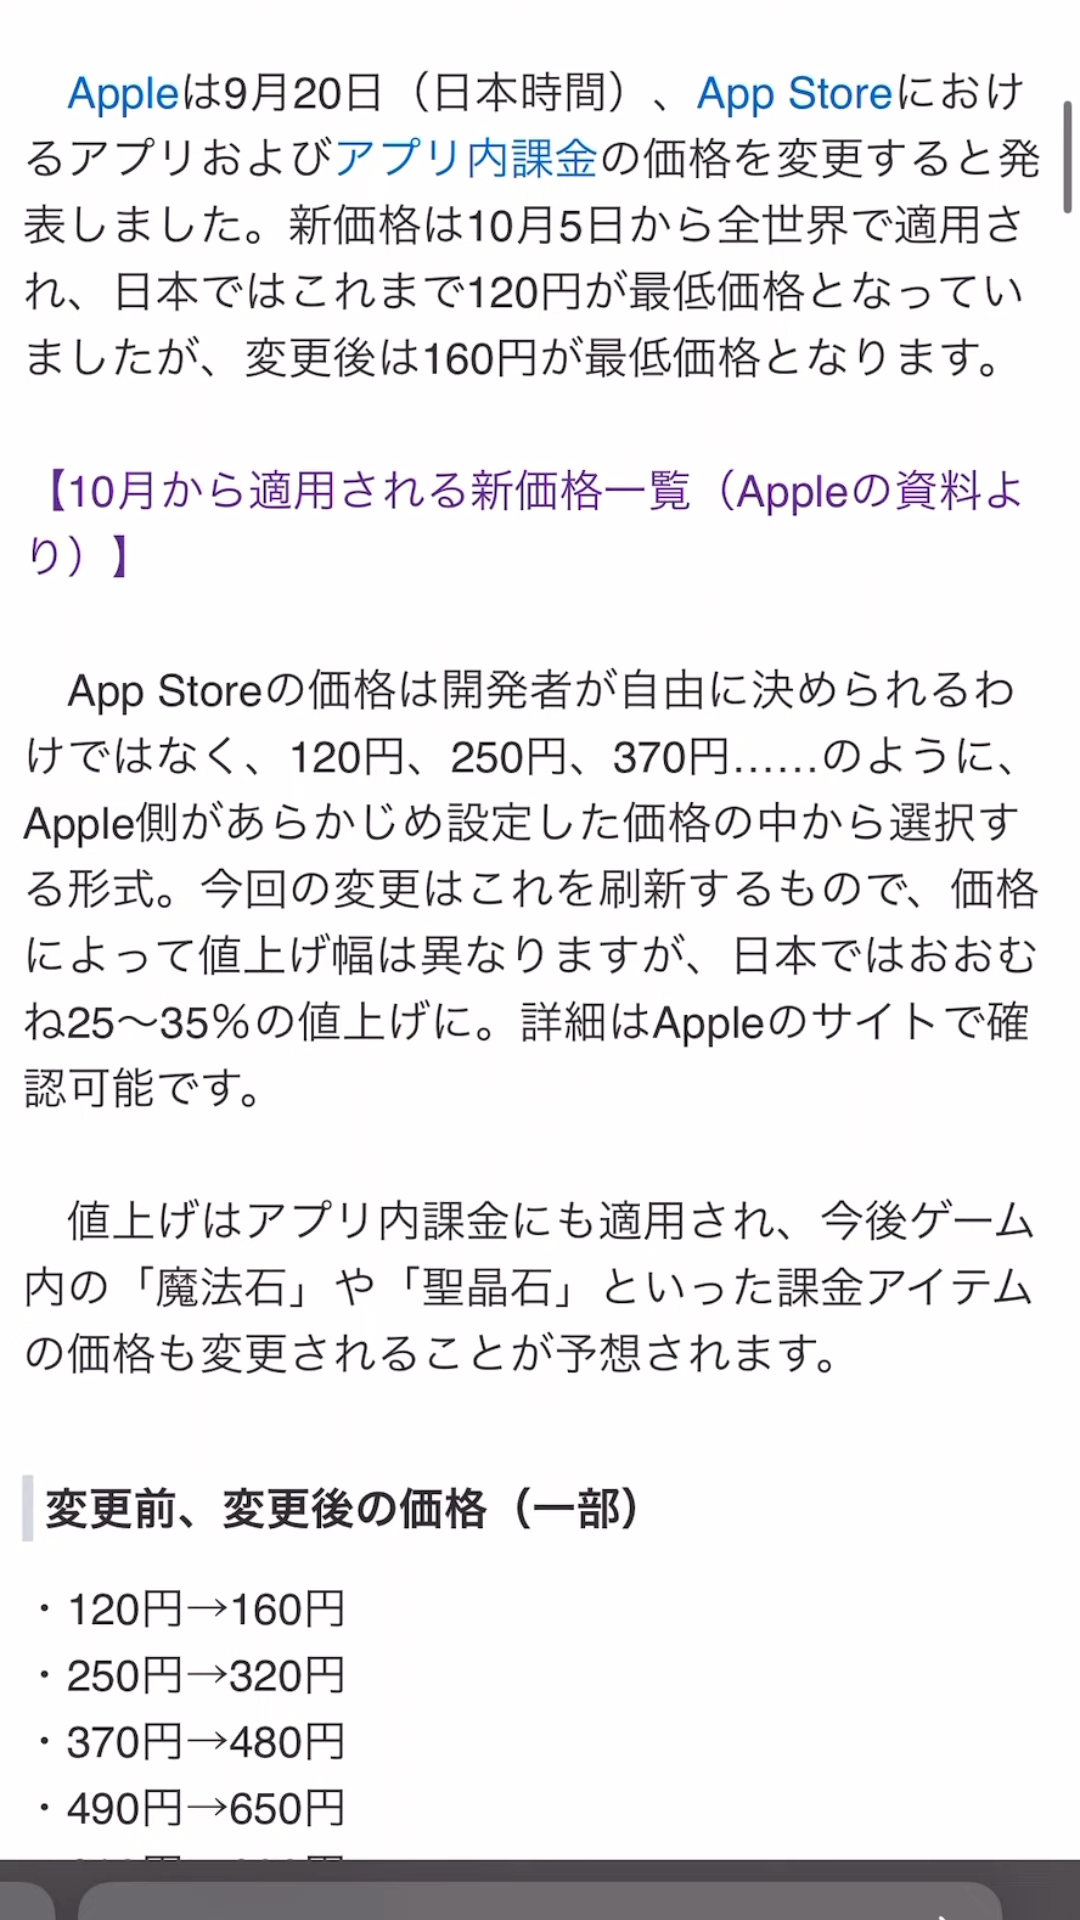 Appleは9月20日（日本時間）、App Storeにおけ
るアプリおよびアプリ内課金の価格を変更すると発
表しました。新価格は10月5日から全世界で適用さ
れ、日本ではこれまで120円が最低価格となってい
ましたが、変更後は160円が最低価格となります。
【10月から適用される新価格一覧（Appleの資料よ
り）】
App Storeの価格は開発者が自由に決められるわ
けではなく、120円、250円、370円……のように、
Apple側があらかじめ設定した価格の中から選択す
る形式。今回の変更はこれを刷新するもので、価格
によって値上げ幅は異なりますが、日本ではおおむ
ね25〜35％の値上げに。詳細はAppleのサイトで確
認可能です。
値上げはアプリ内課金にも適用され、今後ゲーム
内の「魔法石」や「聖晶石」といった課金アイテム
の価格も変更されることが予想されます。
変更前、変更後の価格（一部）
・120円→160円
・250円→320円
・370円→480円
・490円→650円